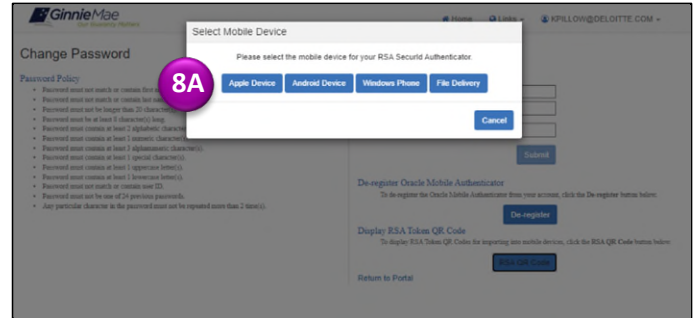 GinnieMae
Our Guaranty Matters
Home Links KPILLOW@DELOITTE.COM
Select Mobile Device
Please select the mobile device for your RSA SecurId Authenticator.
8A
Apple Device Android Device Windows Phone File Delivery
Cancel
Change Password
Password Policy
Password must not match or contain first
Password must not match or contain last
Password must not be longer than 20 character(s)
Password must be at least 8 character(s) long.
Password must contain at least 2 alphabetic character
Password must contain at least 2 numeric character(s)
Password must contain at least 3 alphanumeric character(s).
Password must contain at least 1 special character(s).
Password must contain at least 1 uppercase letter(s).
Password must contain at least 1 lowercase letter(s).
Password must not match or contain user ID.
Password must not be one of 24 previous passwords.
Any particular character in the password must not be repeated more than 2 time(s).
Submit
De-register Oracle Mobile Authenticator
To de-register the Oracle Mobile Authenticator from your account, click the De-register button below.
De-register
Display RSA Token QR Code
To display RSA Token QR Codes for importing into mobile devices, click the RSA QR Code button below.
RSA QR Code
Return to Portal